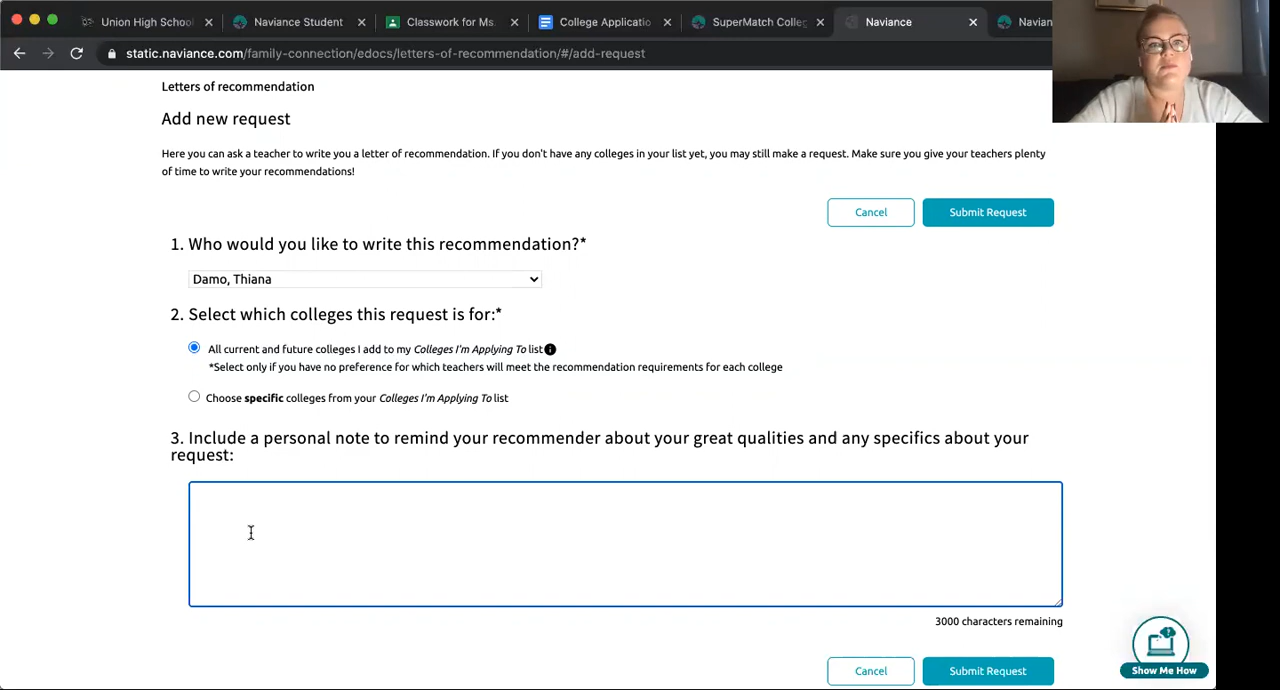 Union High School
Naviance Student
Classwork for Ms.
College Applicatio
SuperMatch Colleg
Naviance
Navian
static.naviance.com/family-connection/edocs/letters-of-recommendation/#/add-request
Letters of recommendation
Add new request
Here you can ask a teacher to write you a letter of recommendation. If you don't have any colleges in your list yet, you may still make a request. Make sure you give your teachers plenty
of time to write your recommendations!
Cancel
Submit Request
1. Who would you like to write this recommendation?*
Damo, Thiana
2. Select which colleges this request is for:*
All current and future colleges I add to my Colleges I'm Applying To list
*Select only if you have no preference for which teachers will meet the recommendation requirements for each college
Choose specific colleges from your Colleges I'm Applying To list
3. Include a personal note to remind your recommender about your great qualities and any specifics about your
request:
3000 characters remaining
Cancel
Submit Request
Show Me How